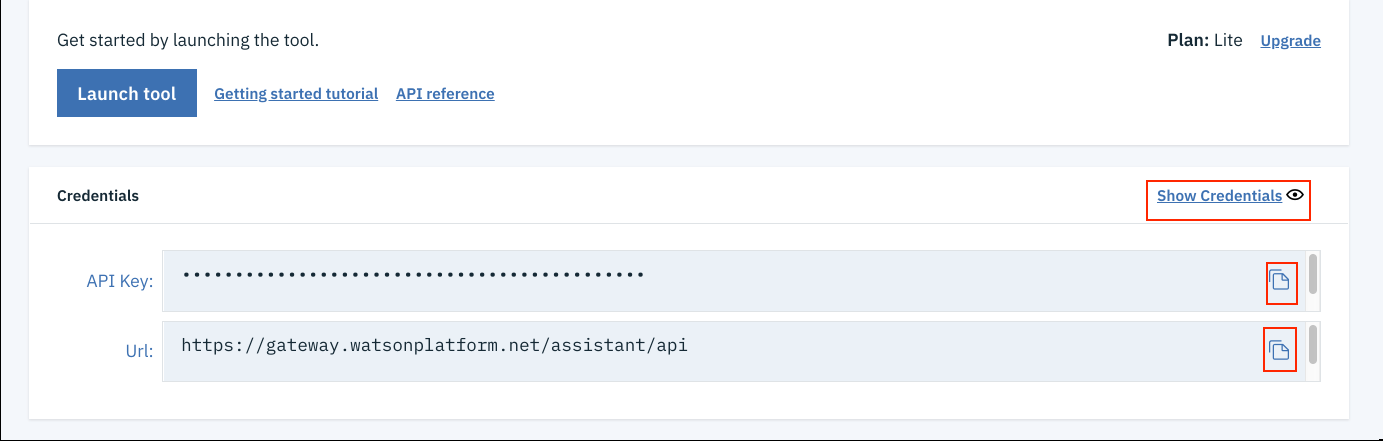 Get started by launching the tool.
Plan: Lite Upgrade
Launch tool Getting started tutorial API reference
Credentials
Show Credentials
API Key: ••••••••••••••••••••••••••••••••••••••••••••
Url: https://gateway.watsonplatform.net/assistant/api